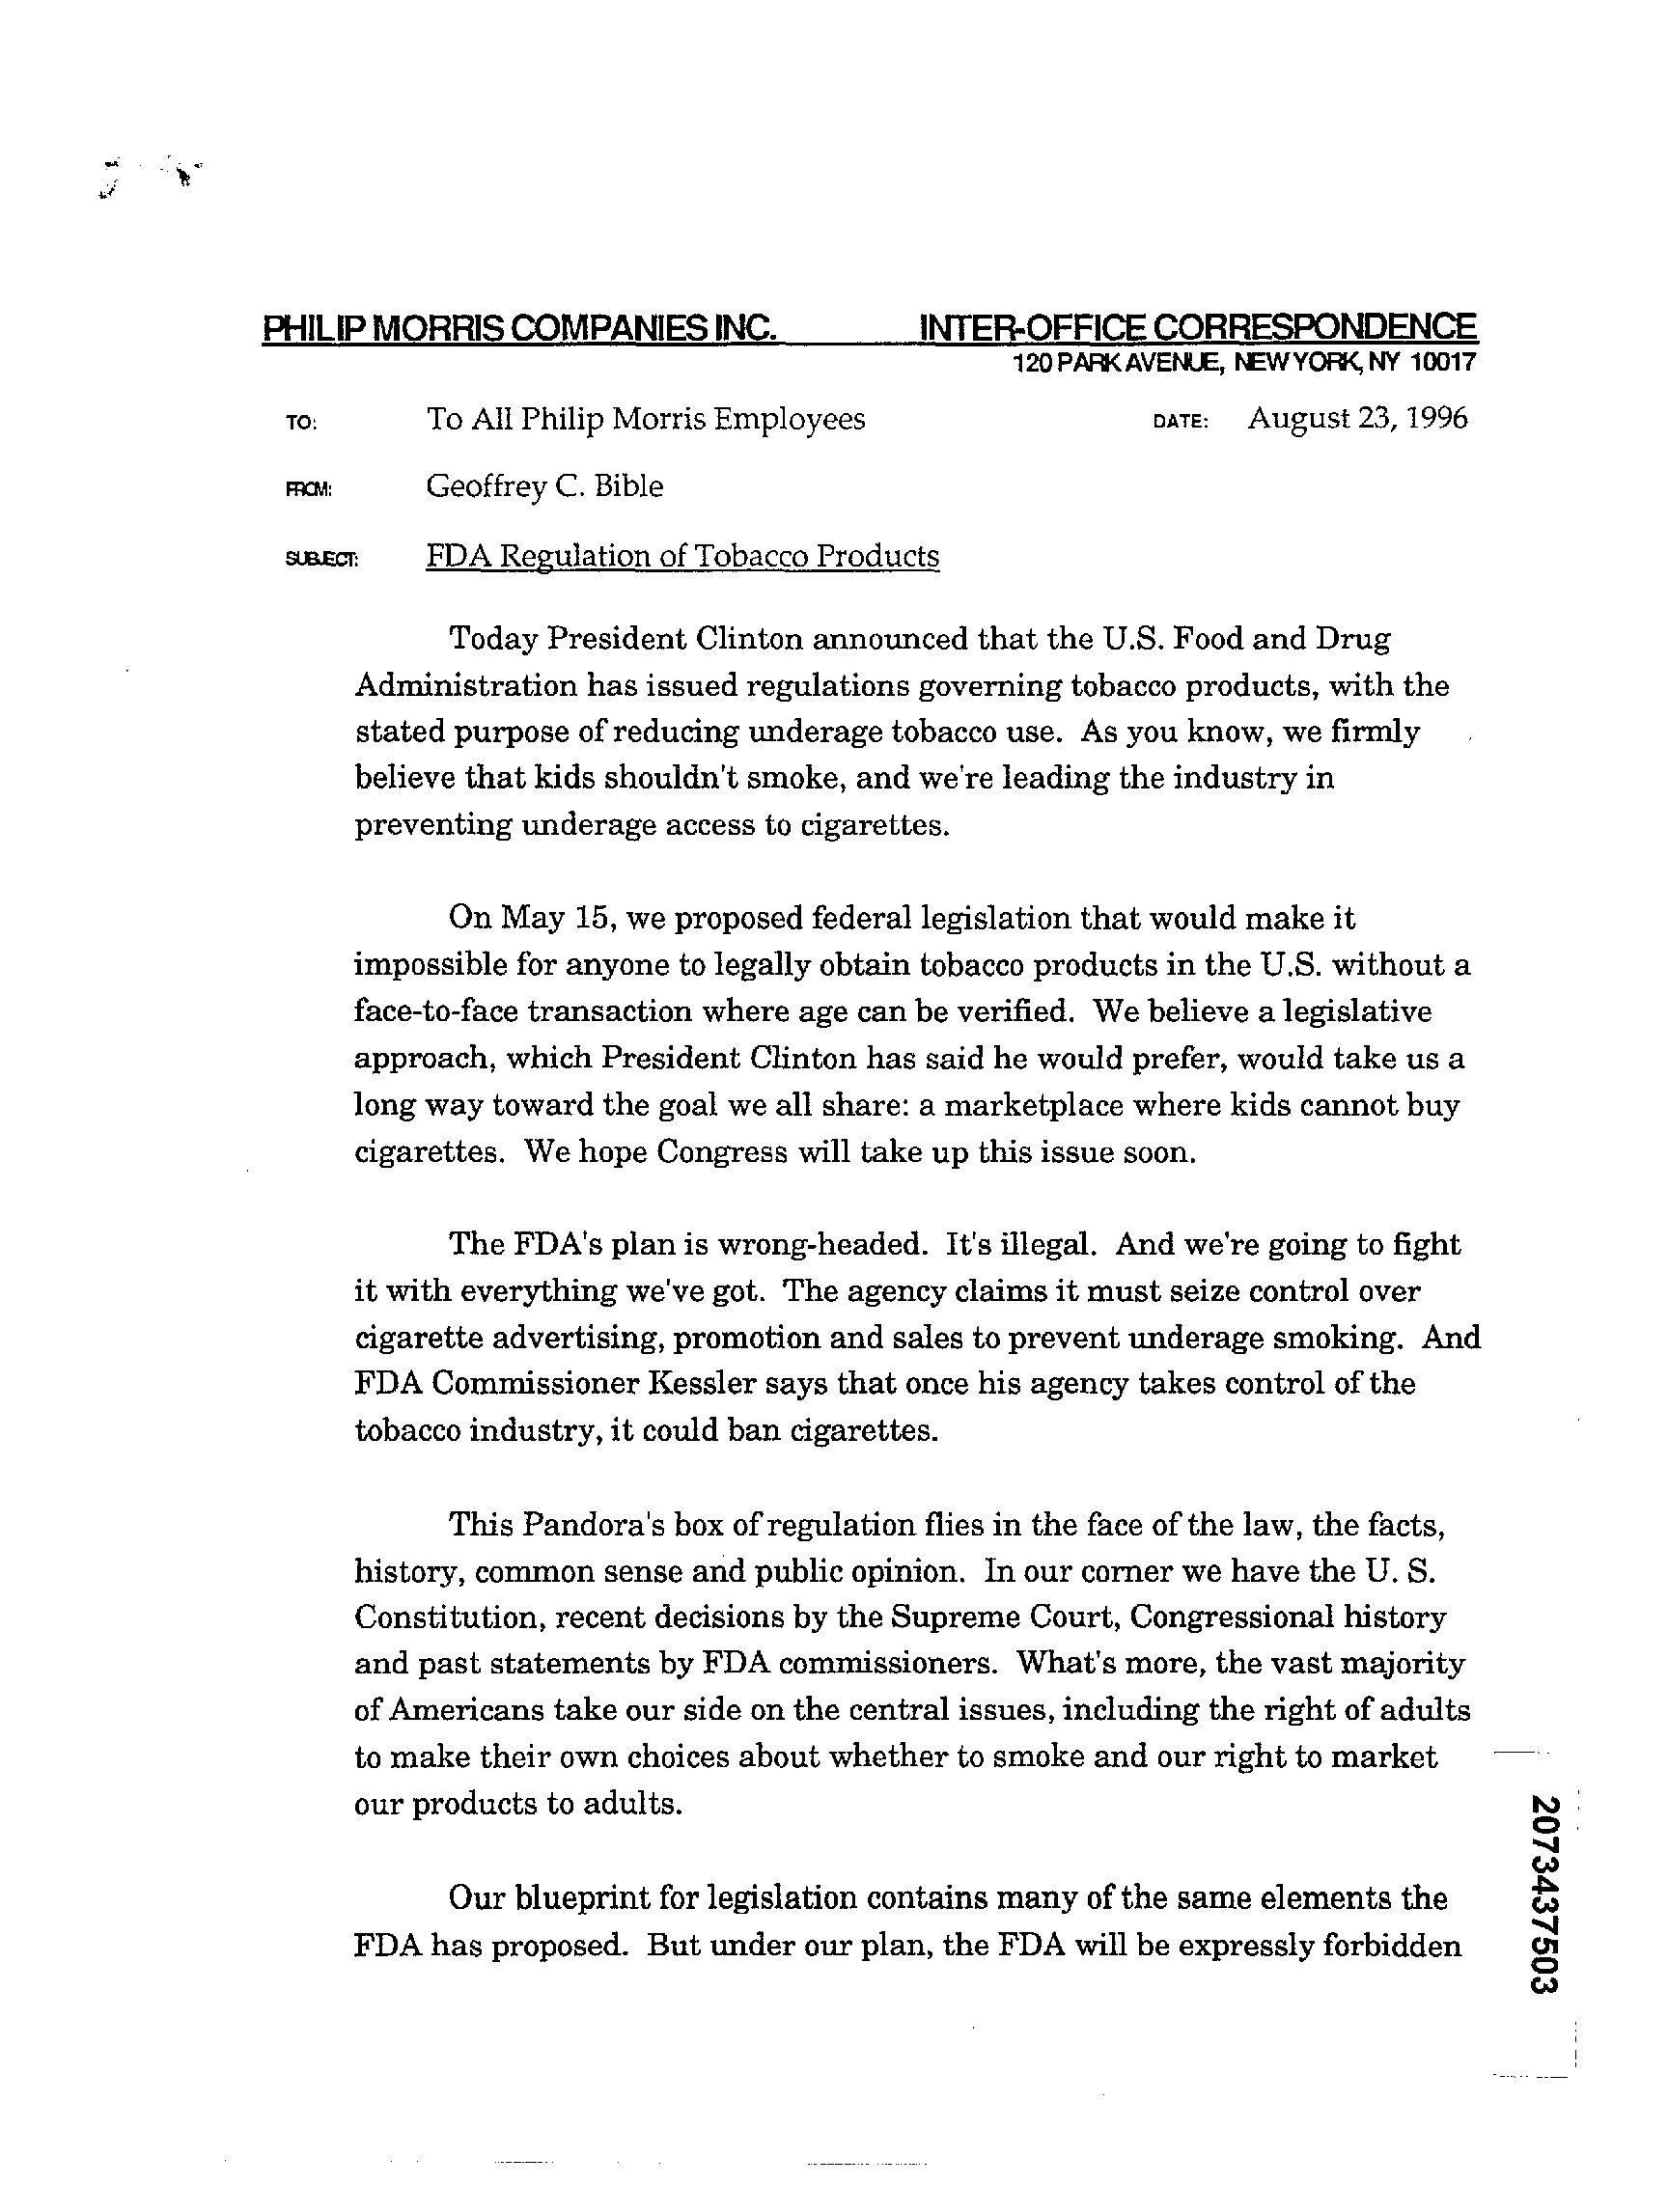 PHILIP MORRIS COMPANIES INC. INTER-OFFICE CORRESPONDENCE
120 PARK AVENUE, NEW YORK, NY 10017
TO: To All Philip Morris Employees DATE: August 23, 1996
FROM: Geoffrey C. Bible
SUBJECT: FDA Regulation of Tobacco Products
Today President Clinton announced that the U.S. Food and Drug
Administration has issued regulations governing tobacco products, with the
stated purpose of reducing underage tobacco use. As you know, we firmly
believe that kids shouldn't smoke, and we're leading the industry in
preventing underage access to cigarettes.
On May 15, we proposed federal legislation that would make it
impossible for anyone to legally obtain tobacco products in the U.S. without a
face-to-face transaction where age can be verified. We believe a legislative
approach, which President Clinton has said he would prefer, would take us a
long way toward the goal we all share: a marketplace where kids cannot buy
cigarettes. We hope Congress will take up this issue soon.
The FDA's plan is wrong-headed. It's illegal. And we're going to fight
it with everything we've got. The agency claims it must seize control over
cigarette advertising, promotion and sales to prevent underage smoking. And
FDA Commissioner Kessler says that once his agency takes control of the
tobacco industry, it could ban cigarettes.
This Pandora's box of regulation flies in the face of the law, the facts,
history, common sense and public opinion. In our corner we have the U. S.
Constitution, recent decisions by the Supreme Court, Congressional history
and past statements by FDA commissioners. What's more, the vast majority
of Americans take our side on the central issues, including the right of adults
to make their own choices about whether to smoke and our right to market
our products to adults.
Our blueprint for legislation contains many of the same elements the
FDA has proposed. But under our plan, the FDA will be expressly forbidden
2073437503